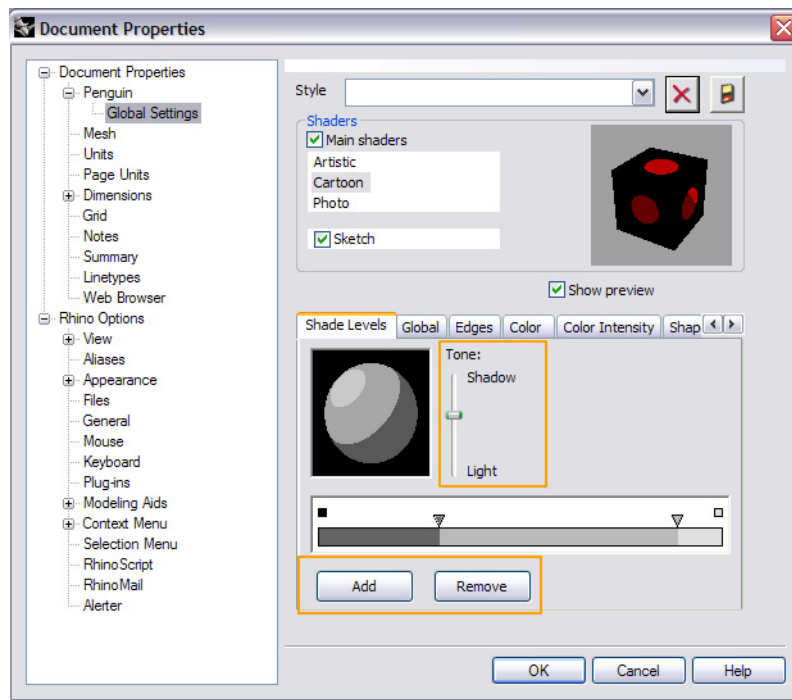 Document Properties
Document Properties
Penguin
Global Settings
Mesh
Units
Page Units
Dimensions
Grid
Notes
Summary
Linetypes
Web Browser
Rhino Options
View
Aliases
Appearance
Files
General
Mouse
Keyboard
Plug-ins
Modeling Aids
Context Menu
Selection Menu
RhinoScript
RhinoMail
Alerter
Style
Shaders
Main shaders
Artistic
Cartoon
Photo
Sketch
Show preview
Shade Levels Global Edges Color Color Intensity Shap
Tone:
Shadow
Light
Add Remove
OK Cancel Help